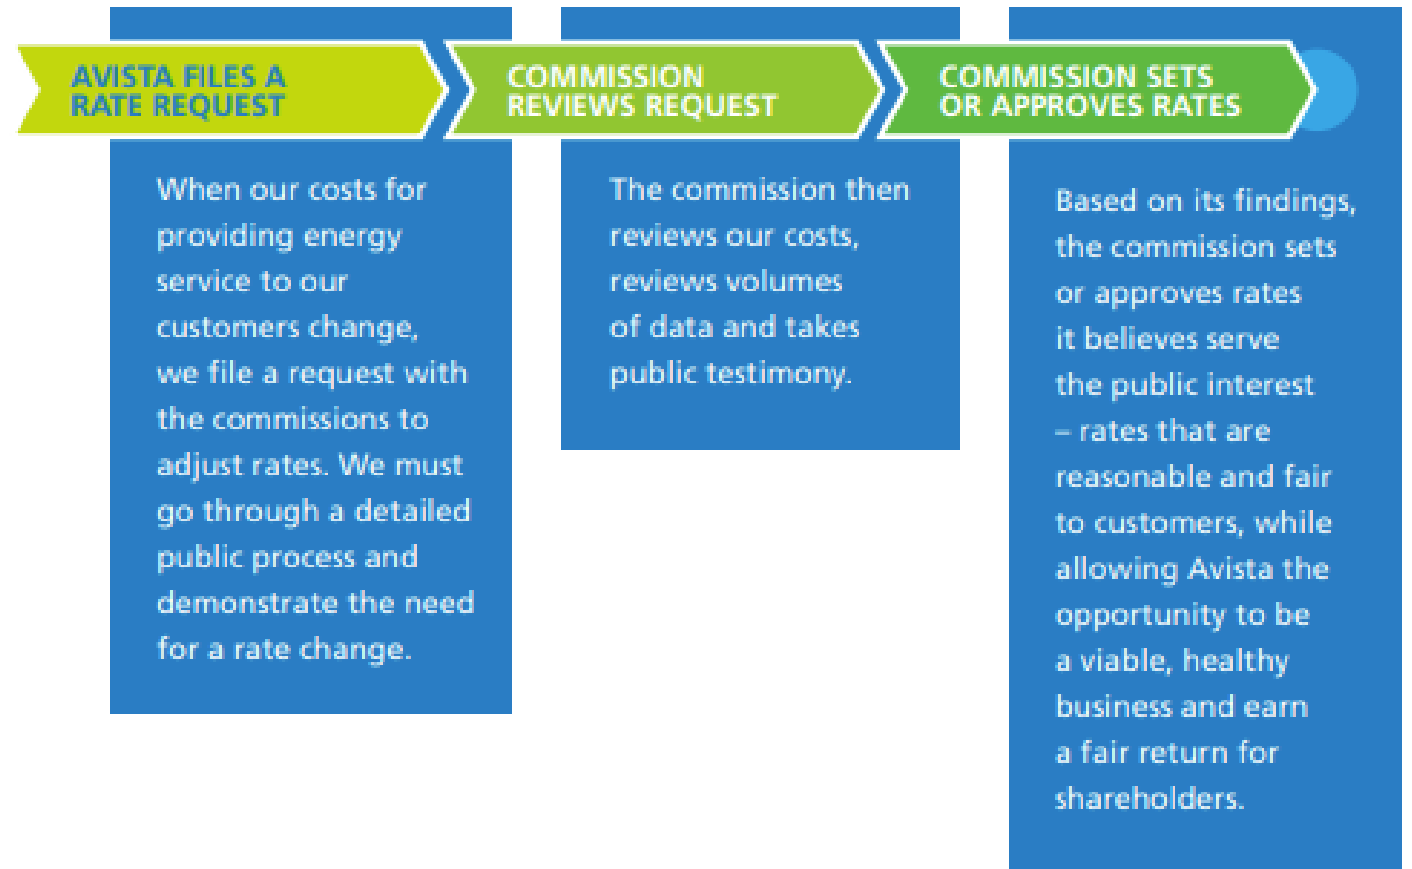 AVISTA FILES A
RATE REQUEST
When our costs for
providing energy
service to our
customers change,
we file a request with
the commissions to
adjust rates. We must
go through a detailed
public process and
demonstrate the need
for a rate change.
COMMISSION
REVIEWS REQUEST
The commission then
reviews our costs,
reviews volumes
of data and takes
public testimony.
COMMISSION SETS
OR APPROVES RATES
Based on its findings,
the commission sets
or approves rates
it believes serve
the public interest
– rates that are
reasonable and fair
to customers, while
allowing Avista the
opportunity to be
a viable, healthy
business and earn
a fair return for
shareholders.